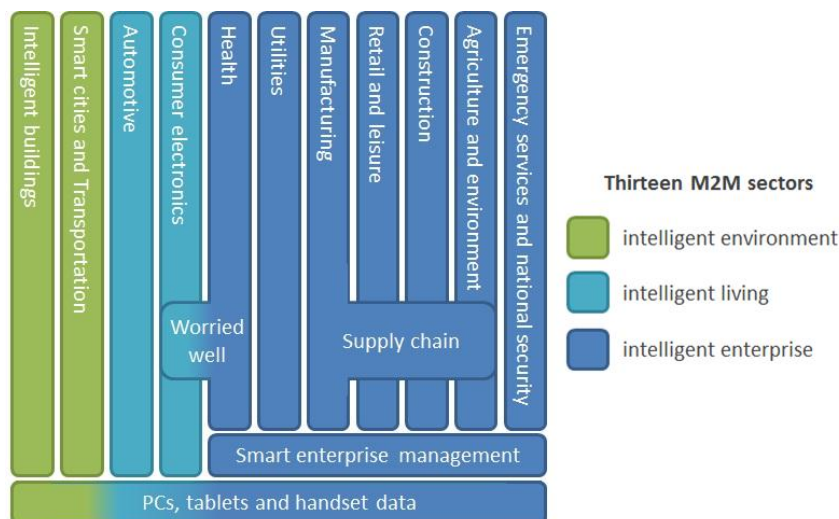 Intelligent buildings
Smart cities and Transportation
Automotive
Consumer electronics
Health
Utilities
Manufacturing
Retail and leisure
Construction
Agriculture and environment
Emergency services and national security
Worried
well
Supply chain
Smart enterprise management
PCs, tablets and handset data
Thirteen M2M sectors
intelligent environment
intelligent living
intelligent enterprise